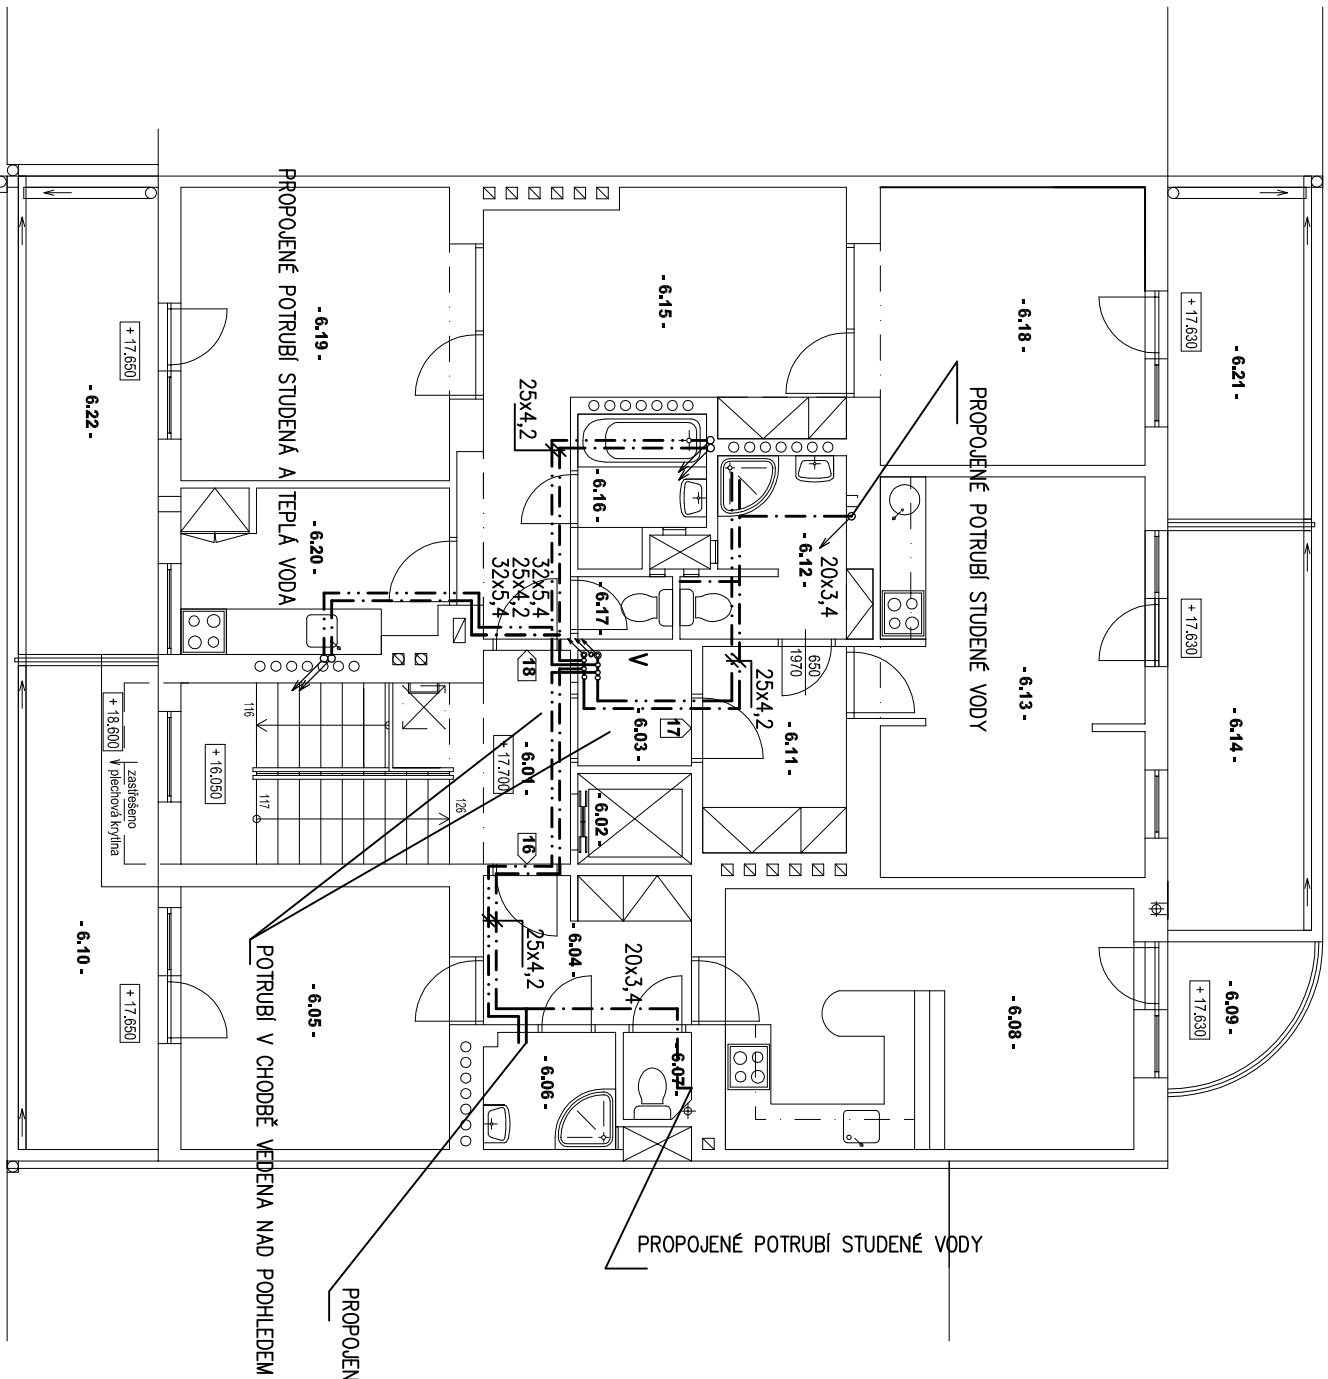 PROPOJENÉ POTRUBÍ STUDENÁ A TEPLÁ VODA
PROPOJENÉ POTRUBÍ STUDENÉ VODY
PROPOJENÉ POTRUBÍ STUDENÉ VODY
POTRUBÍ V CHODBĚ VEDENA NAD PODHLEDEM
PROPOJEN
- 6.21 -
+ 17.630
- 6.18 -
- 6.15 -
- 6.19 -
+ 17.650
- 6.22 -
25x4,2
- 6.16 -
- 6.12 -
20x3,4
- 6.20 -
32x5,4
25x4,2
32x5,4
- 6.17 -
+ 17.630
650
1970
25x4,2
V
18
17
- 6.13 -
- 6.14 -
- 6.11 -
- 6.03 -
- 6.01 -
+ 17.700
116
+ 16.050
+ 18.600
zastřešeno
plechová krytina
117
126
- 6.02 -
16
- 6.04 -
25x4,2
20x3,4
- 6.10 -
+ 17.650
- 6.05 -
- 6.06 -
- 6.07 -
- 6.08 -
- 6.09 -
+ 17.630